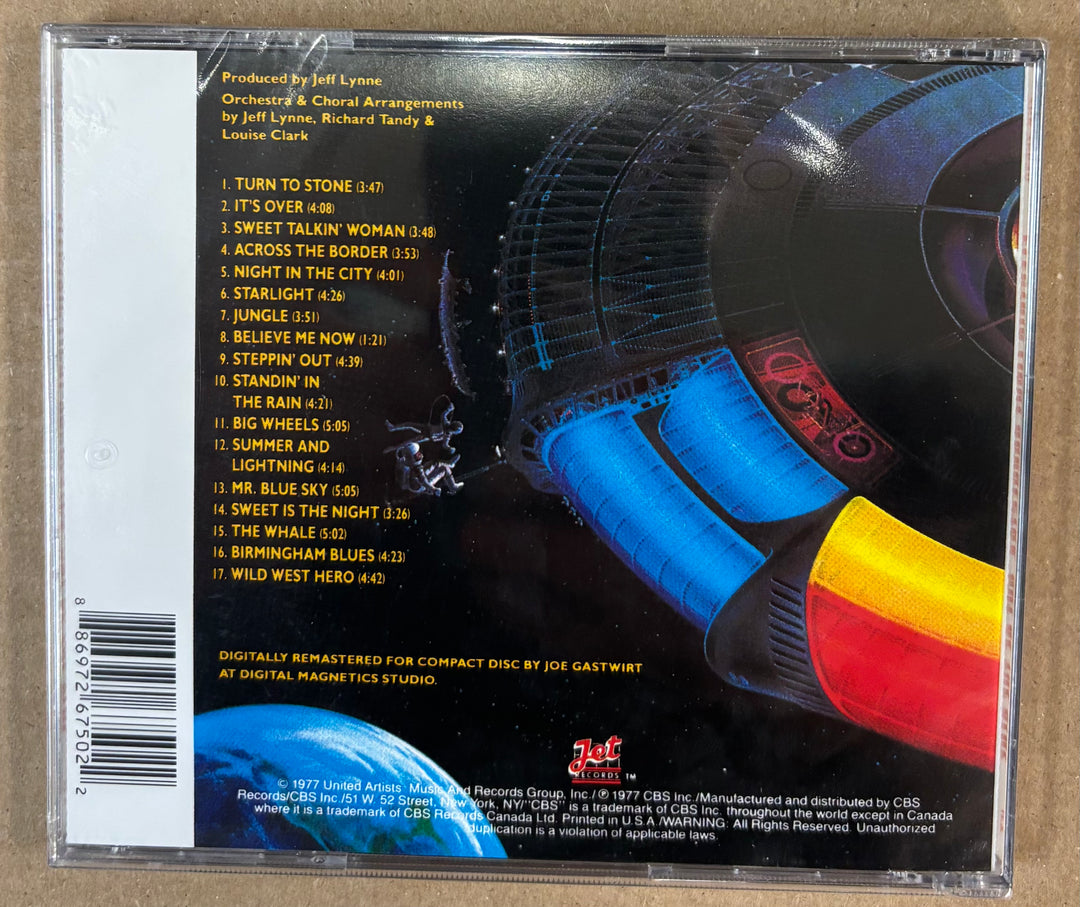 Produced by Jeff Lynne
Orchestra & Choral Arrangements
by Jeff Lynne, Richard Tandy &
Louise Clark
1. TURN TO STONE (3:47)
2. IT'S OVER (4:08)
3. SWEET TALKIN' WOMAN (3:48)
4. ACROSS THE BORDER (3:53)
5. NIGHT IN THE CITY (4:01)
6. STARLIGHT (4:26)
7. JUNGLE (3:51)
8. BELIEVE ME NOW (1:21)
9. STEPPIN' OUT (4:39)
10. STANDIN' IN
THE RAIN (4:21)
11. BIG WHEELS (5:05)
12. SUMMER AND
LIGHTNING (4:14)
13. MR. BLUE SKY (5:05)
14. SWEET IS THE NIGHT (3:26)
15. THE WHALE (5:02)
16. BIRMINGHAM BLUES (4:23)
17. WILD WEST HERO (4:42)
DIGITALLY REMASTERED FOR COMPACT DISC BY JOE GASTWIRT
AT DIGITAL MAGNETICS STUDIO.
8 86972 67502 2
Jet
RECORDS TM
© 1977 United Artists Music And Records Group, Inc./℗ 1977 CBS Inc./Manufactured and distributed by CBS
Records/CBS Inc./51 W. 52 Street, New York, NY/"CBS" is a trademark of CBS Inc. throughout the world except in Canada
where it is a trademark of CBS Records Canada Ltd. Printed in U.S.A./WARNING: All Rights Reserved. Unauthorized
duplication is a violation of applicable laws.